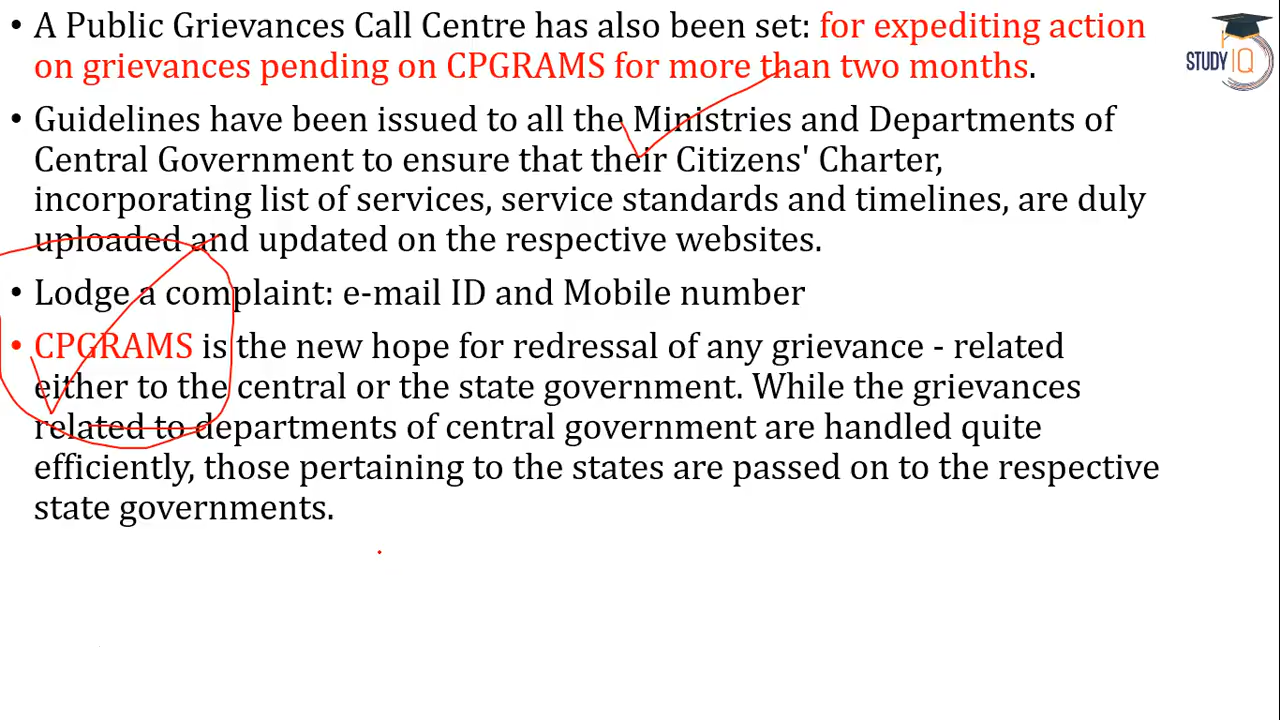 • A Public Grievances Call Centre has also been set: for expediting action
on grievances pending on CPGRAMS for more than two months.
• Guidelines have been issued to all the Ministries and Departments of
Central Government to ensure that their Citizens' Charter,
incorporating list of services, service standards and timelines, are duly
uploaded and updated on the respective websites.
• Lodge a complaint: e-mail ID and Mobile number
• CPGRAMS is the new hope for redressal of any grievance - related
either to the central or the state government. While the grievances
related to departments of central government are handled quite
efficiently, those pertaining to the states are passed on to the respective
state governments.
STUDY IQ